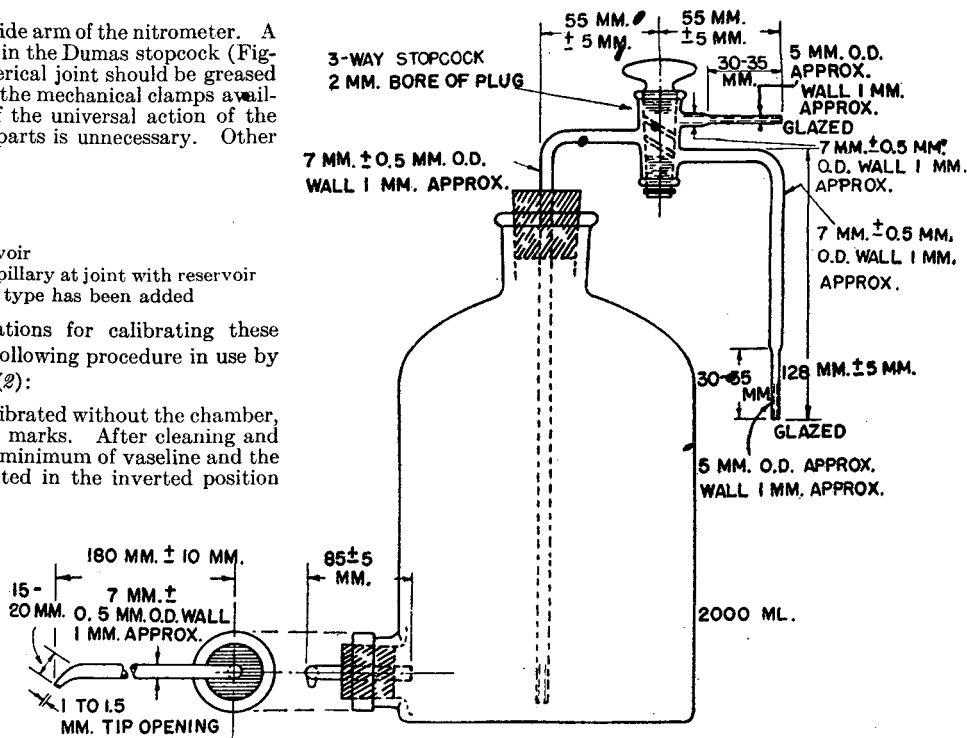 ide arm of the nitrometer. A
in the Dumas stopcock (Fig-
erical joint should be greased
the mechanical clamps avail-
f the universal action of the
parts is unnecessary. Other
voir
pillary at joint with reservoir
type has been added
ations for calibrating these
ollowing procedure in use by
(2):
ibrated without the chamber,
marks. After cleaning and
minimum of vaseline and the
ted in the inverted position
55 MM.
± 5 MM.
55 MM.
±5 MM.
3-WAY STOPCOCK
2 MM. BORE OF PLUG
30-35
MM.
5 MM. O.D.
APPROX.
WALL 1 MM.
APPROX.
GLAZED
7 MM. ±0.5 MM.
O.D. WALL 1 MM.
APPROX.
7 MM. ±0.5 MM. O.D.
WALL 1 MM. APPROX.
7 MM. ±0.5 MM.
O.D. WALL 1 MM.
APPROX.
30-35
MM
128 MM.±5 MM.
GLAZED
5 MM. O.D. APPROX.
WALL 1 MM. APPROX.
2000 ML.
180 MM. ± 10 MM.
85±5
MM.
15-
20 MM.
7 MM.±
0.5 MM.O.D. WALL
1 MM. APPROX.
1 TO 1.5
MM. TIP OPENING